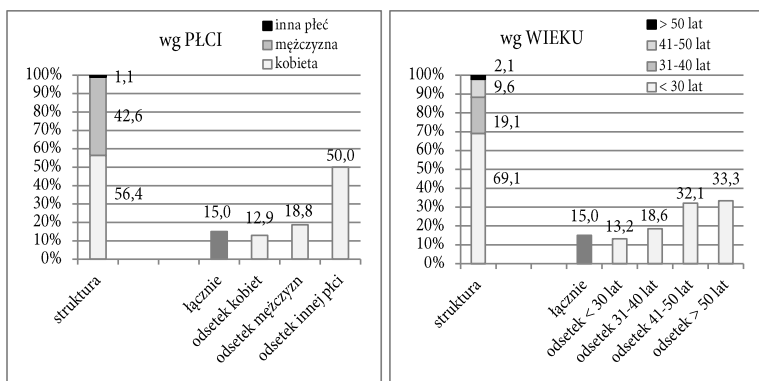 wg PŁCI
inna płeć
mężczyzna
kobieta
100%
90%
80%
70%
60%
50%
40%
30%
20%
10%
0%
1,1
42,6
56,4
15,0
12,9
18,8
50,0
struktura
łącznie
odsetek kobiet
odsetek mężczyzn
odsetek innej płci
wg WIEKU
> 50 lat
41-50 lat
31-40 lat
< 30 lat
100%
90%
80%
70%
60%
50%
40%
30%
20%
10%
0%
2,1
9,6
19,1
69,1
15,0
13,2
18,6
32,1
33,3
struktura
łącznie
odsetek < 30 lat
odsetek 31-40 lat
odsetek 41-50 lat
odsetek > 50 lat